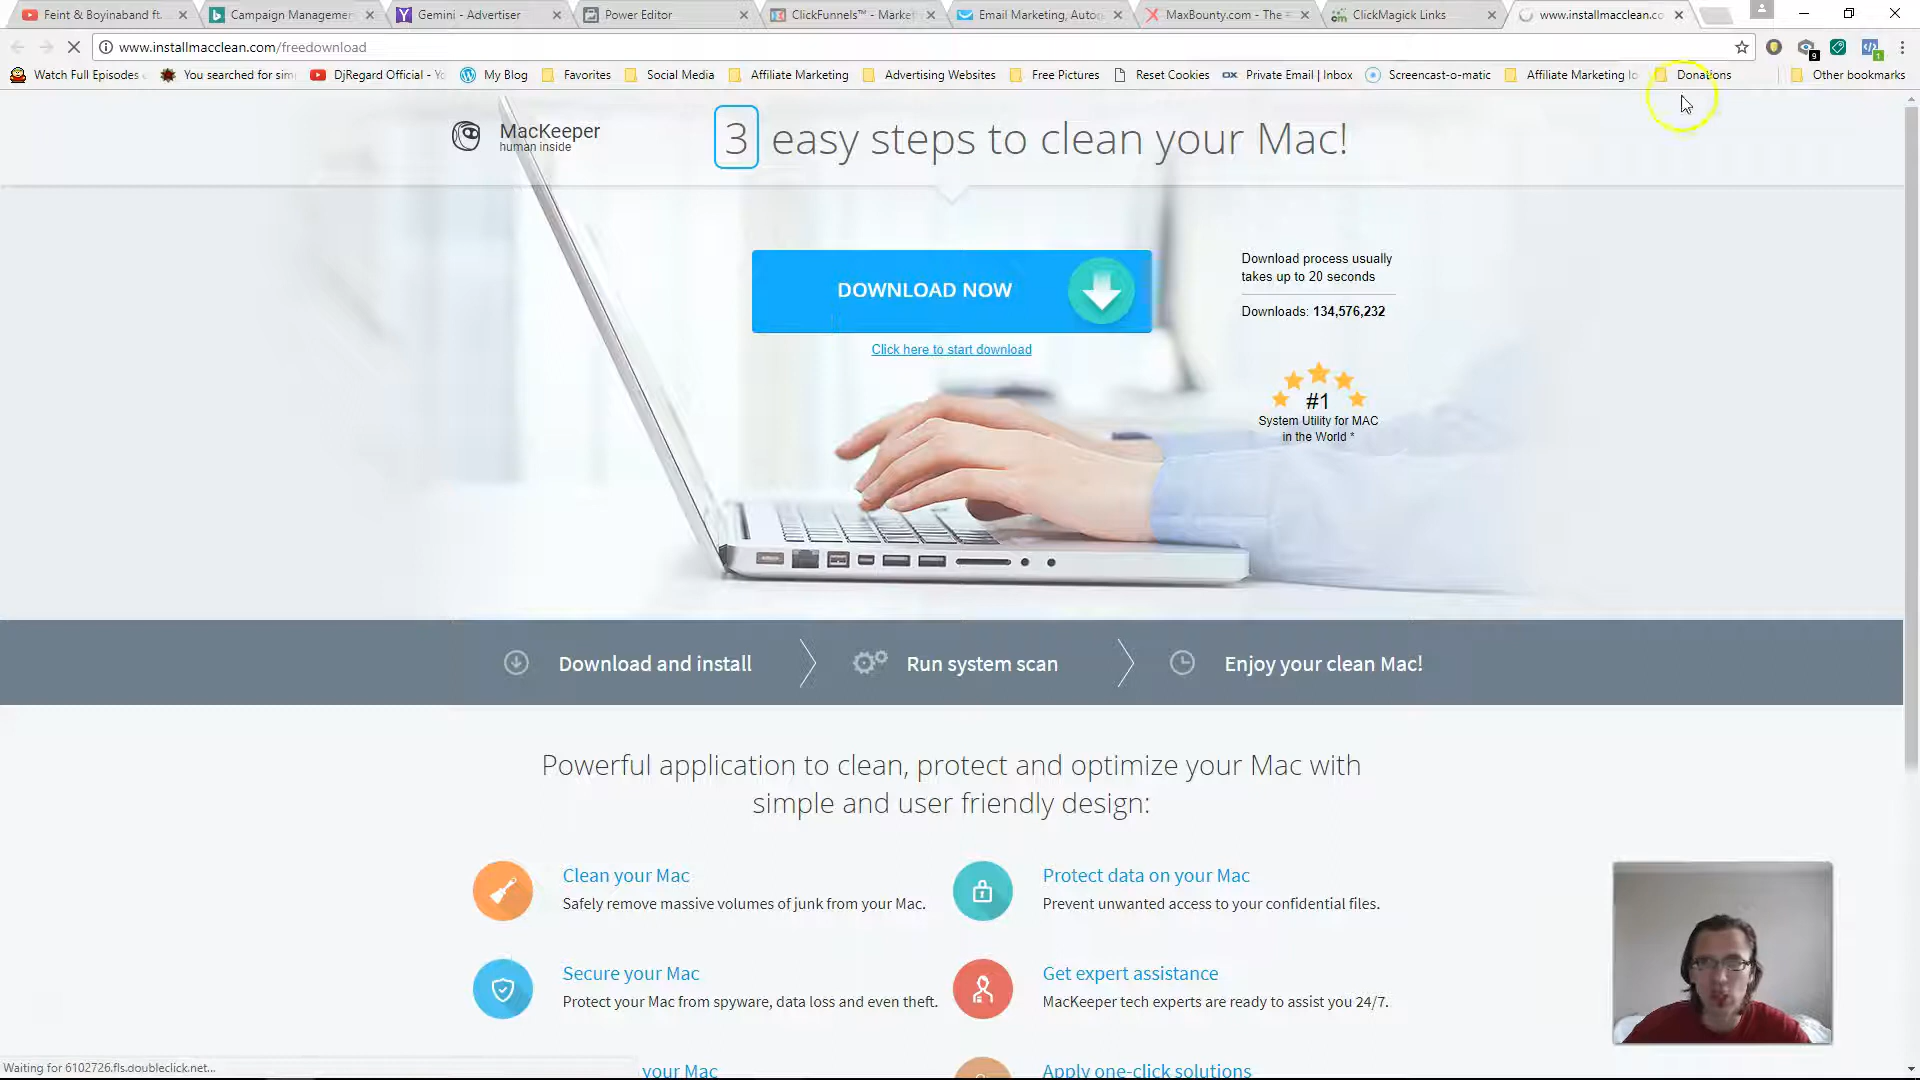 Feint & Boyinaband ft.
Campaign Managemen
Gemini - Advertiser
Power Editor
ClickFunnels™ - Market
Email Marketing, Autop
MaxBounty.com - The =
ClickMagick Links
www.installmacclean.co
www.installmacclean.com/freedownload
Watch Full Episodes
You searched for sim
DjRegard Official - Yo
My Blog
Favorites
Social Media
Affiliate Marketing
Advertising Websites
Free Pictures
Reset Cookies
Private Email | Inbox
Screencast-o-matic
Affiliate Marketing Io
Donations
Other bookmarks
MacKeeper
human inside
3 easy steps to clean your Mac!
DOWNLOAD NOW
Click here to start download
Download process usually
takes up to 20 seconds
Downloads: 134,576,232
#1
System Utility for MAC
in the World *
Download and install
Run system scan
Enjoy your clean Mac!
Powerful application to clean, protect and optimize your Mac with
simple and user friendly design:
Clean your Mac
Safely remove massive volumes of junk from your Mac.
Protect data on your Mac
Prevent unwanted access to your confidential files.
Secure your Mac
Protect your Mac from spyware, data loss and even theft.
Get expert assistance
MacKeeper tech experts are ready to assist you 24/7.
your Mac
Apply one-click solutions
Waiting for 6102726.fls.doubleclick.net...